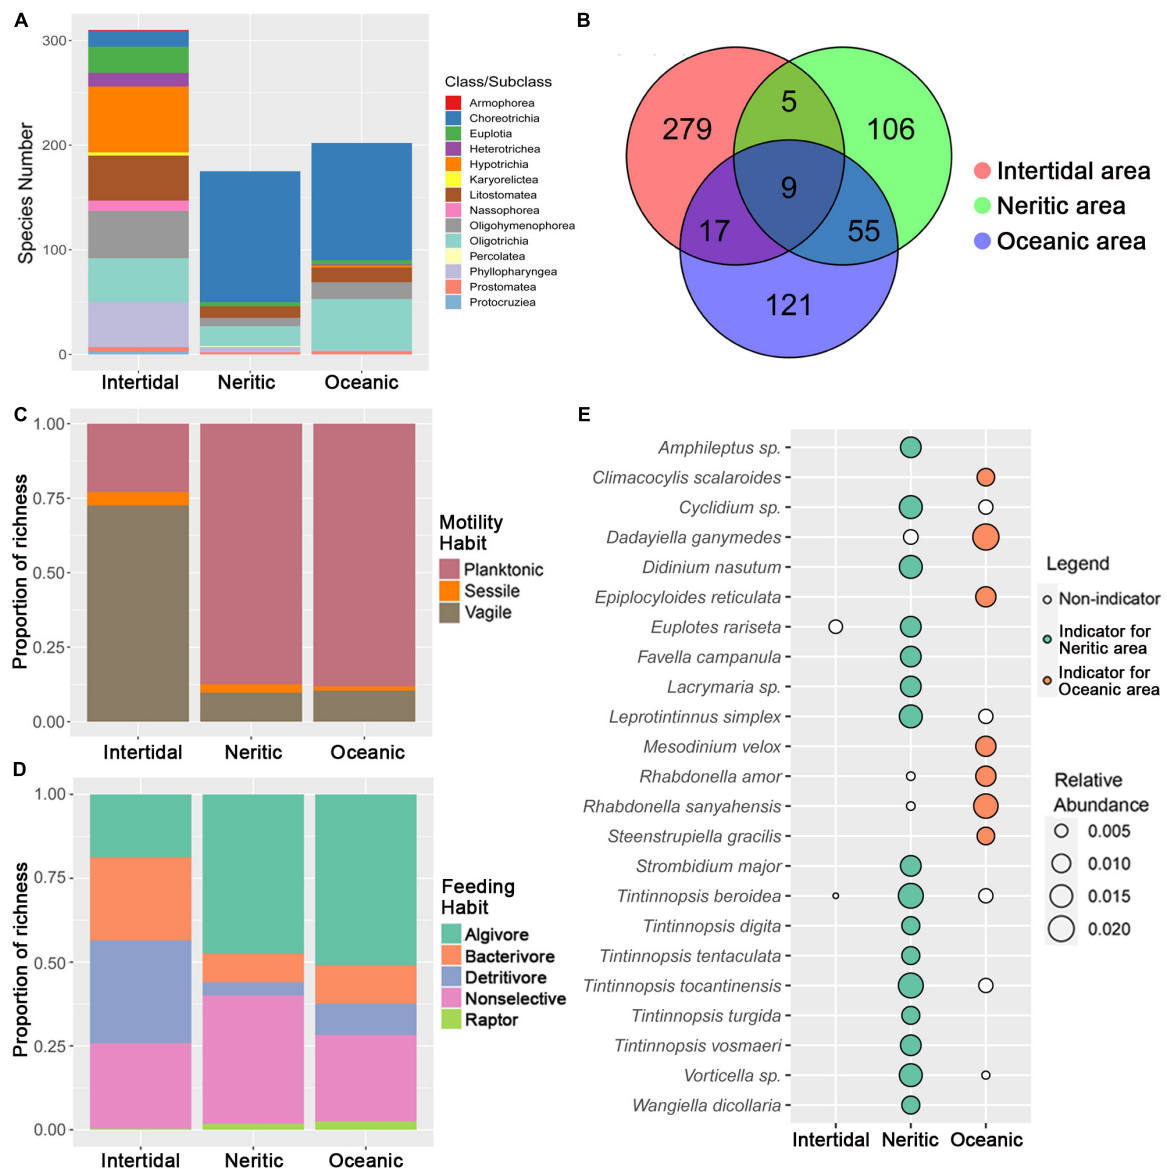 A
300
200
100
0
Species Number
Intertidal
Neritic
Oceanic
Class/Subclass
Armophorea
Choreotrichia
Euplotia
Heterotrichea
Hypotrichia
Karyorelictea
Litostomatea
Nassophorea
Oligohymenophorea
Oligotrichia
Percolatea
Phyllopharyngea
Prostomatea
Protocruziea
B
279
5
106
9
17
55
121
Intertidal area
Neritic area
Oceanic area
C
1.00
0.75
0.50
0.25
0.00
Proportion of richness
Intertidal
Neritic
Oceanic
Motility
Habit
Planktonic
Sessile
Vagile
D
1.00
0.75
0.50
0.25
0.00
Proportion of richness
Intertidal
Neritic
Oceanic
Feeding
Habit
Algivore
Bacterivore
Detritivore
Nonselective
Raptor
E
Amphileptus sp.
Climacocylis scalaroides
Cyclidium sp.
Dadayiella ganymedes
Didinium nasutum
Epiplocyloides reticulata
Euplotes rariseta
Favella campanula
Lacrymaria sp.
Leprotintinnus simplex
Mesodinium velox
Rhabdonella amor
Rhabdonella sanyahensis
Steenstrupiella gracilis
Strombidium major
Tintinnopsis beroidea
Tintinnopsis digita
Tintinnopsis tentaculata
Tintinnopsis tocantinensis
Tintinnopsis turgida
Tintinnopsis vosmaeri
Vorticella sp.
Wangiella dicollaria
Intertidal
Neritic
Oceanic
Legend
Non-indicator
Indicator for
Neritic area
Indicator for
Oceanic area
Relative
Abundance
0.005
0.010
0.015
0.020